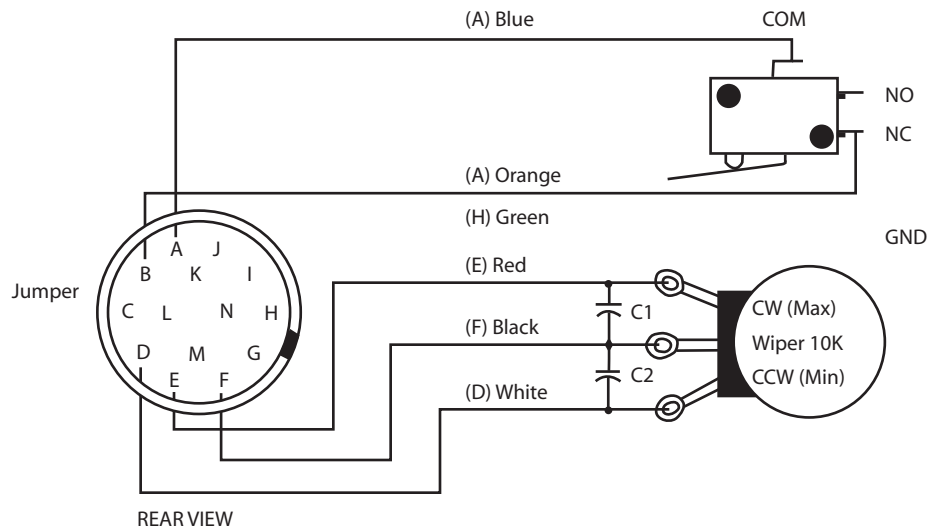 (A) Blue
COM
NO
NC
(A) Orange
(H) Green
GND
A J
B K I
Jumper
C L N H
D M G
E F
(E) Red
C1
(F) Black
C2
(D) White
CW (Max)
Wiper 10K
CCW (Min)
REAR VIEW